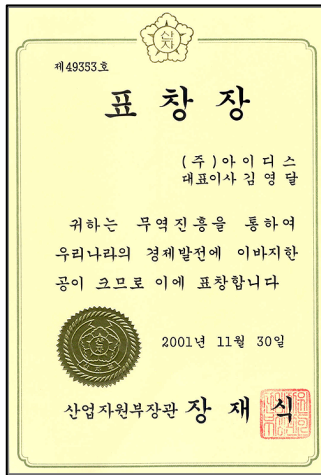 산자
제49353호
표창장
(주)아이디스
대표이사 김영달
귀하는 무역진흥을 통하여
우리나라의 경제발전에 이바지한
공이 크므로 이에 표창합니다
2001년 11월 30일
산업자원부장관 장재식